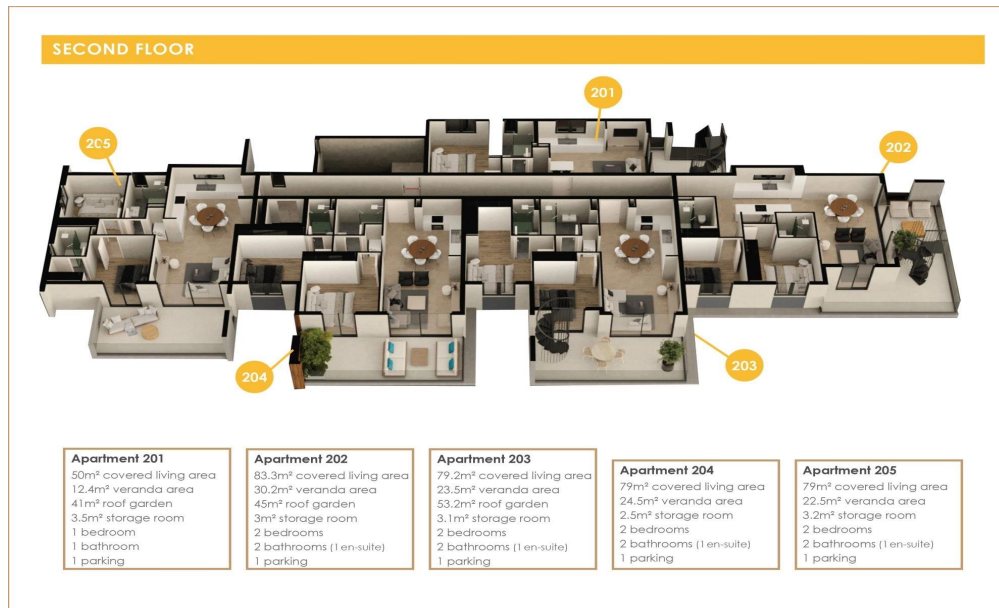 SECOND FLOOR
201
205
202
204
203
Apartment 201
50m² covered living area
12.4m² veranda area
41m² roof garden
3.5m² storage room
1 bedroom
1 bathroom
1 parking
Apartment 202
83.3m² covered living area
30.2m² veranda area
45m² roof garden
3m² storage room
2 bedrooms
2 bathrooms (1 en-suite)
1 parking
Apartment 203
79.2m² covered living area
23.5m² veranda area
53.2m² roof garden
3.1m² storage room
2 bedrooms
2 bathrooms (1 en-suite)
1 parking
Apartment 204
79m² covered living area
24.5m² veranda area
2.5m² storage room
2 bedrooms
2 bathrooms (1 en-suite)
1 parking
Apartment 205
79m² covered living area
22.5m² veranda area
3.2m² storage room
2 bedrooms
2 bathrooms (1 en-suite)
1 parking